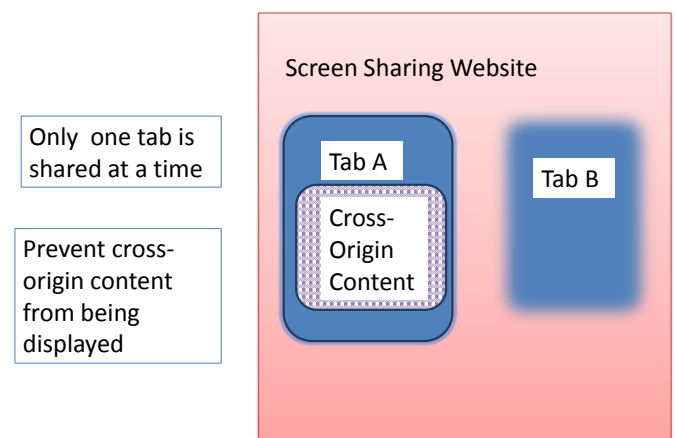 Screen Sharing Website
Only one tab is
shared at a time
Tab A
Tab B
Cross-
Origin
Content
Prevent cross-
origin content
from being
displayed